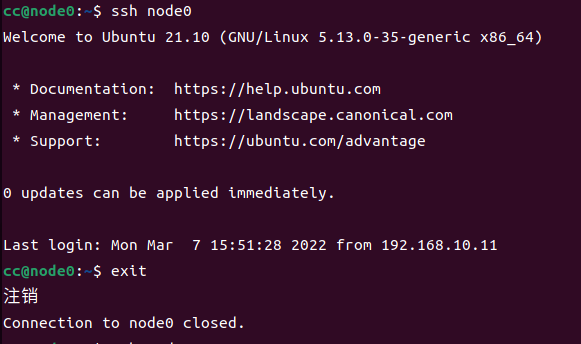 cc@node0:~$ ssh node0
Welcome to Ubuntu 21.10 (GNU/Linux 5.13.0-35-generic x86_64)
* Documentation:  https://help.ubuntu.com
* Management:     https://landscape.canonical.com
* Support:        https://ubuntu.com/advantage
0 updates can be applied immediately.
Last login: Mon Mar  7 15:51:28 2022 from 192.168.10.11
cc@node0:~$ exit
注销
Connection to node0 closed.